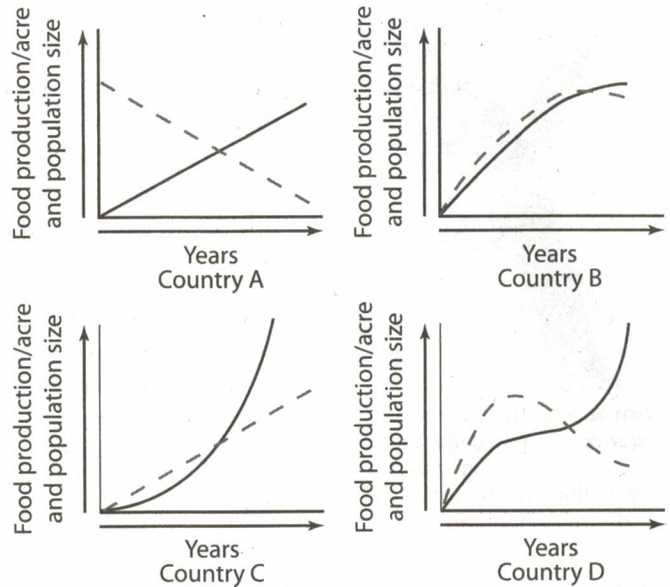 Food production/acre
and population size
Years
Country A
Food production/acre
and population size
Years
Country B
Food production/acre
and population size
Years
Country C
Food production/acre
and population size
Years
Country D